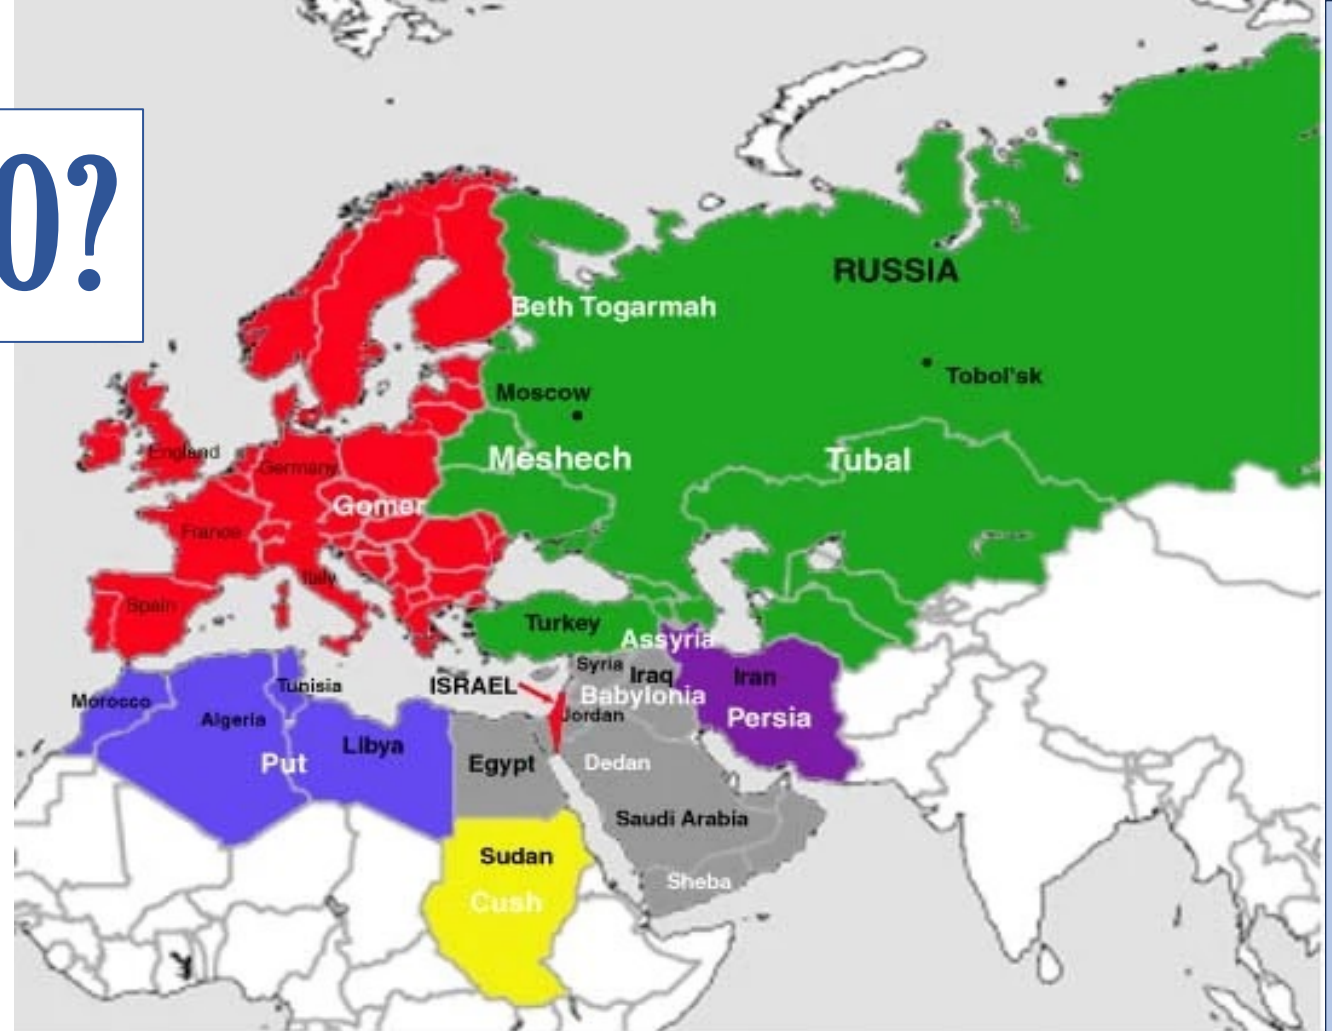 O?
RUSSIA
Beth Togarmah
Tobol'sk
Moscow
England
Germany
Meshech
Tubal
Gomer
France
Italy
Spain
Turkey
Assyria
Syria
Iraq
Iran
ISRAEL
Babylonia
Morocco
Tunisia
Algeria
Jordan
Persia
Libya
Put
Egypt
Dedan
Saudi Arabia
Sudan
Sheba
Cush